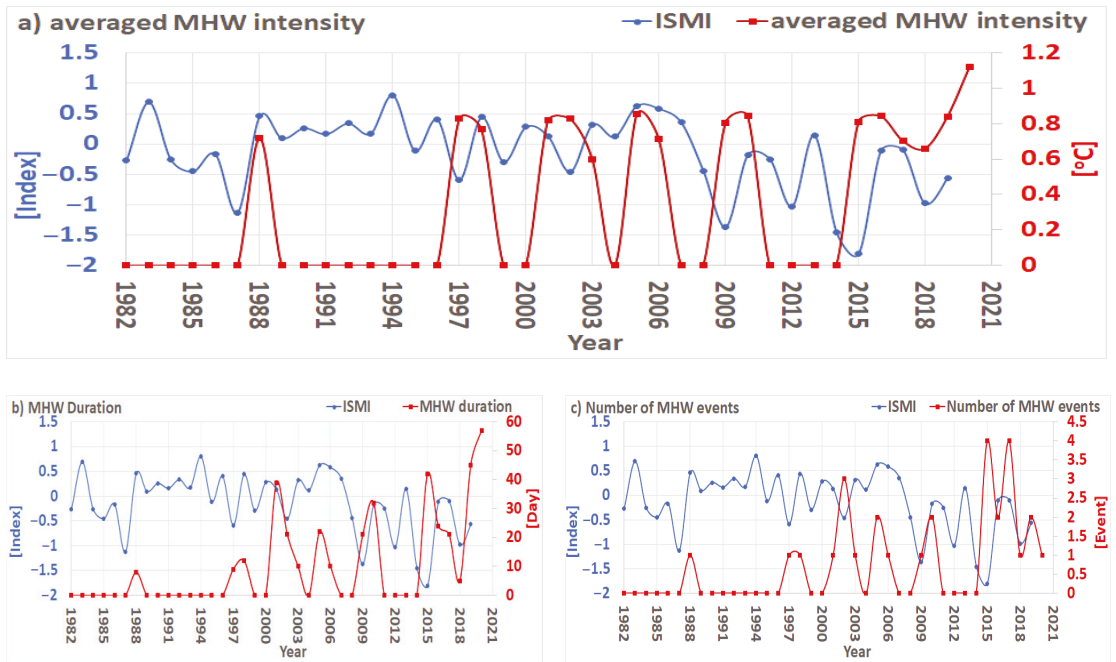 a) averaged MHW intensity
ISMI averaged MHW intensity
1.5 1 0.5 0 −0.5 −1 −1.5 −2
[Index]
1.2 1 0.8 0.6 0.4 0.2 0
[ºC]
1982 1985 1988 1991 1994 1997 2000 2003 2006 2009 2012 2015 2018 2021
Year
b) MHW Duration
ISMI MHW duration
1.5 1 0.5 0 −0.5 −1 −1.5 −2
[Index]
60 50 40 30 20 10 0
[Day]
1982 1985 1988 1991 1994 1997 2000 2003 2006 2009 2012 2015 2018 2021
Year
c) Number of MHW events
ISMI Number of MHW events
1.5 1 0.5 0 −0.5 −1 −1.5 −2
[Index]
4.5 4 3.5 3 2.5 2 1.5 1 0.5 0
[Event]
1982 1985 1988 1991 1994 1997 2000 2003 2006 2009 2012 2015 2018 2021
Year